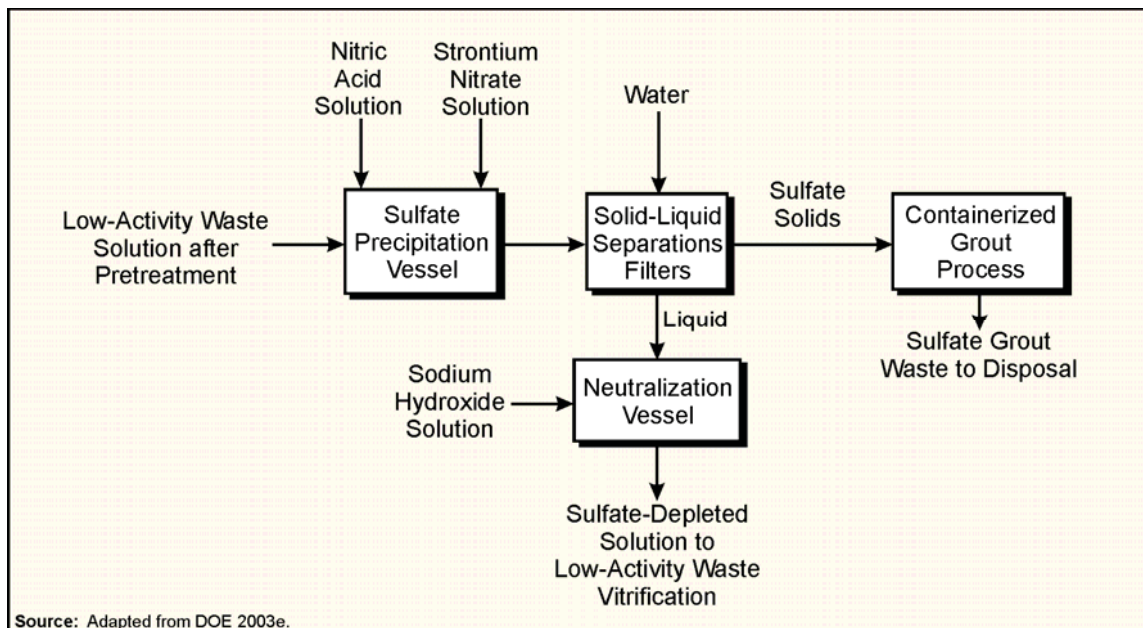 Nitric
Acid
Solution
Strontium
Nitrate
Solution
Water
Low-Activity Waste
Solution after
Pretreatment
Sulfate
Precipitation
Vessel
Solid-Liquid
Separations
Filters
Sulfate
Solids
Containerized
Grout
Process
Liquid
Sulfate Grout
Waste to Disposal
Sodium
Hydroxide
Solution
Neutralization
Vessel
Sulfate-Depleted
Solution to
Low-Activity Waste
Vitrification
Source: Adapted from DOE 2003e.